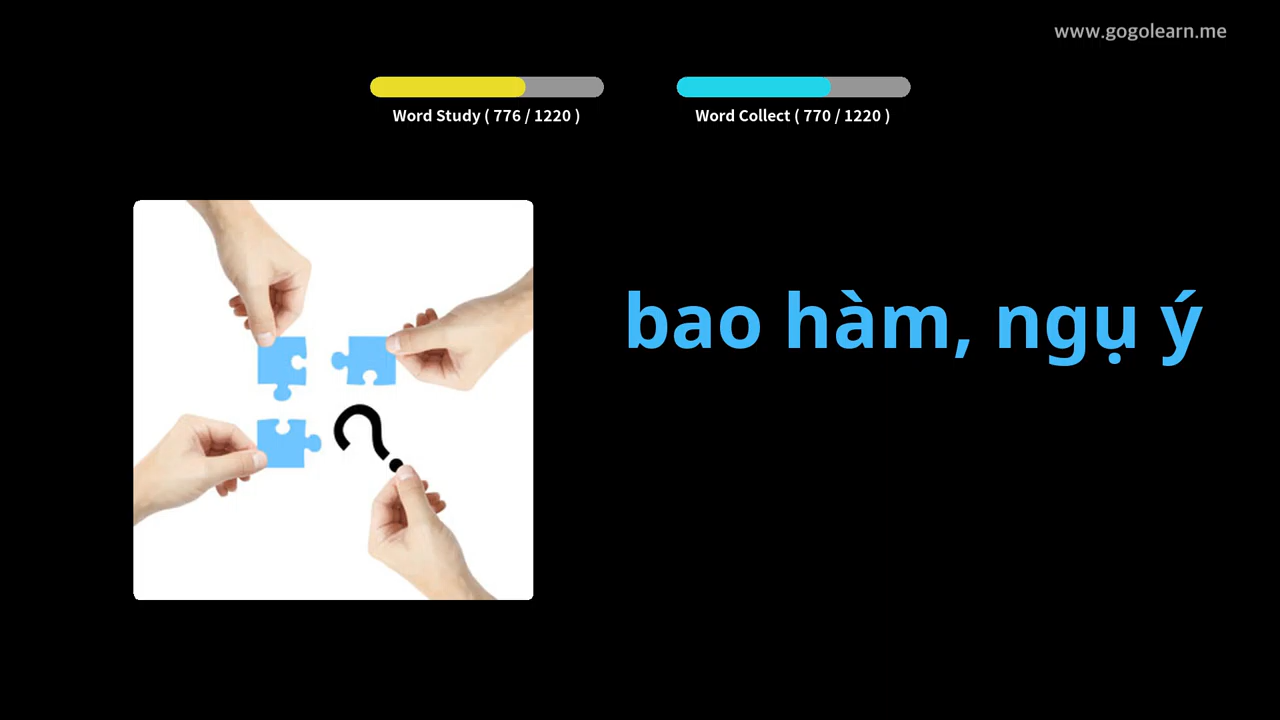 www.gogolearn.me
Word Study ( 776 / 1220 )
Word Collect ( 770 / 1220 )
bao hàm, ngụ ý
?